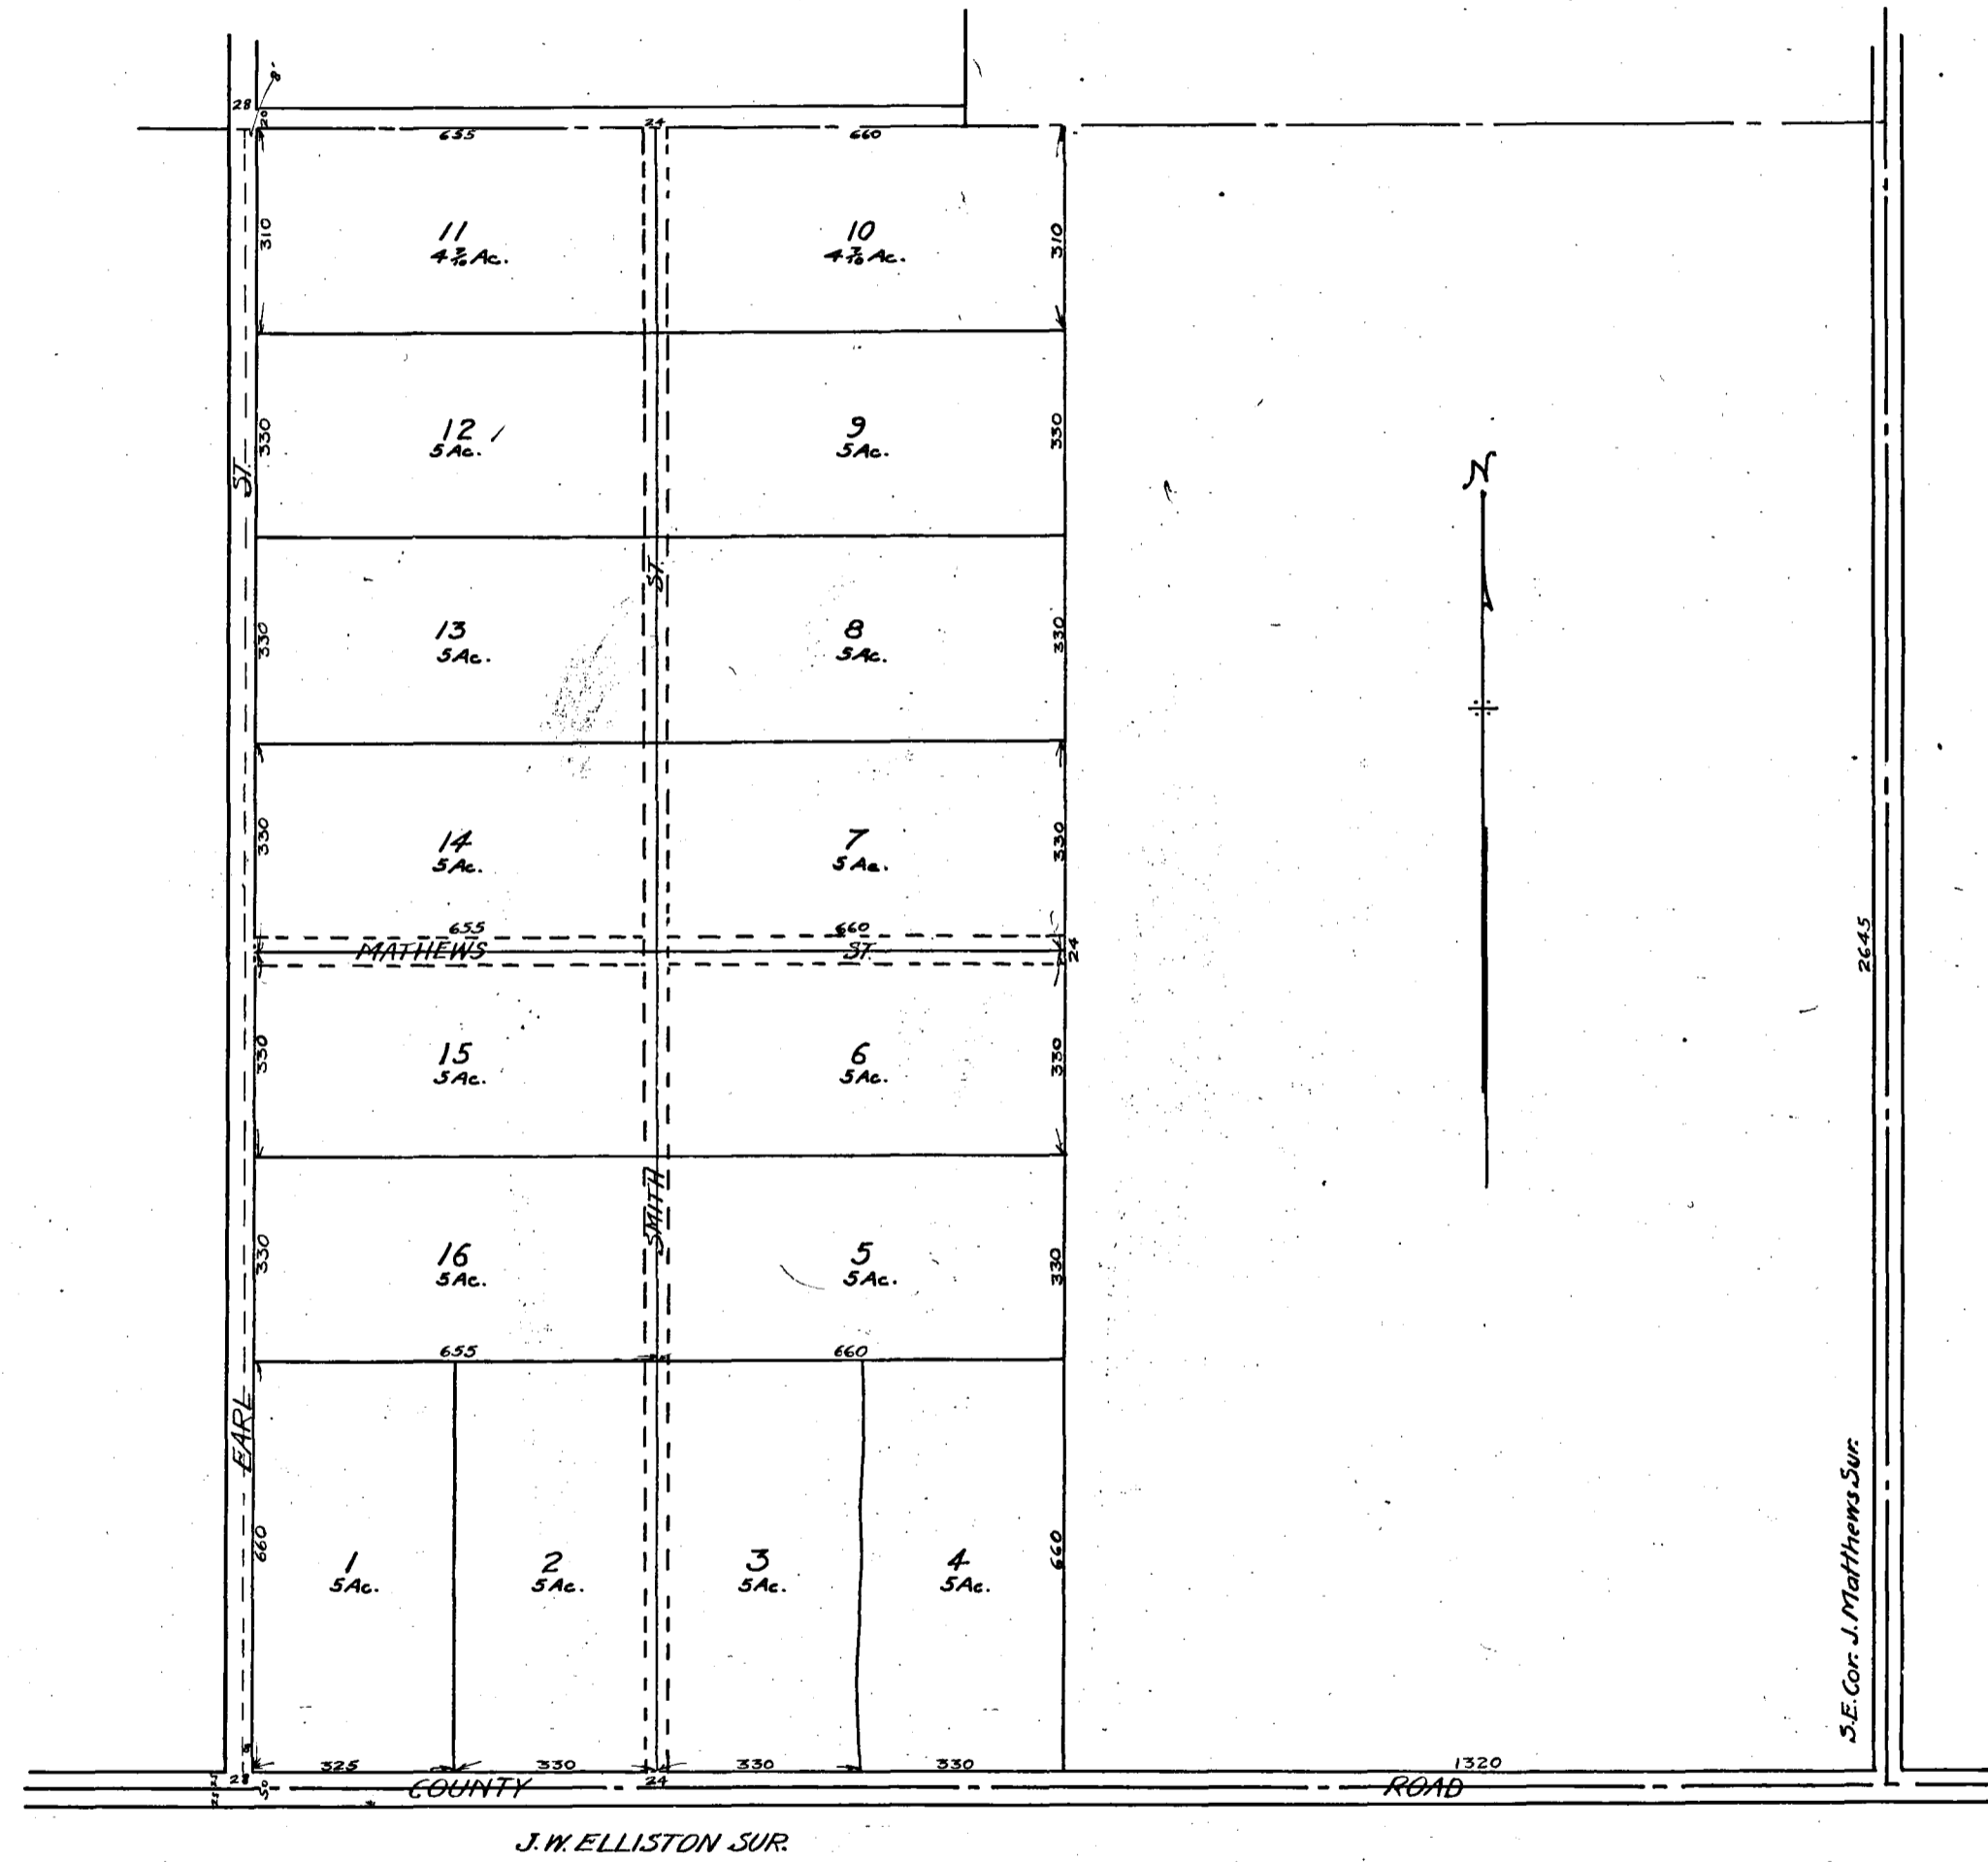 8'
28
20
655
24
660
310
11
4 7/10 Ac.
10
4 7/10 Ac.
310
ST.
330
12
5 Ac.
9
5 Ac.
330
N
330
13
5 Ac.
ST.
8
5 Ac.
330
330
14
5 Ac.
7
5 Ac.
330
655
660
MATHEWS ST.
24
2645
330
15
5 Ac.
6
5 Ac.
330
330
16
5 Ac.
SMITH
5
5 Ac.
330
655
660
EARL
660
1
5 Ac.
2
5 Ac.
3
5 Ac.
4
5 Ac.
660
S.E. Cor. J. Matthews Sur.
325
330
330
330
1320
25
28
50
24
25
COUNTY ROAD
J.W. ELLISTON SUR.